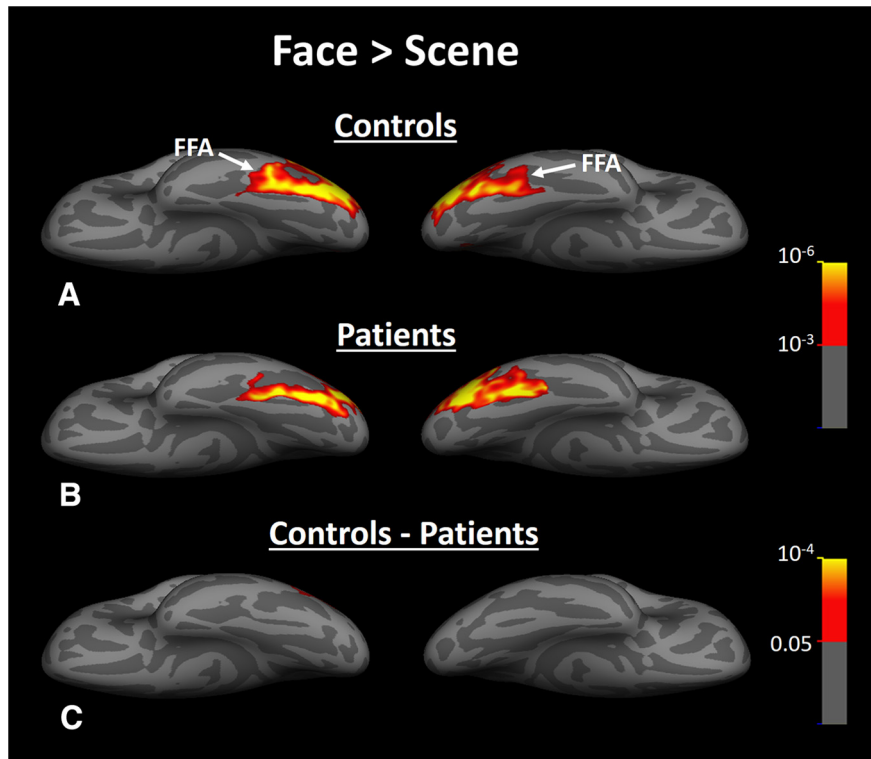 Face > Scene
Controls
FFA
FFA
A
10-6
10-3
Patients
B
Controls - Patients
10-4
0.05
C